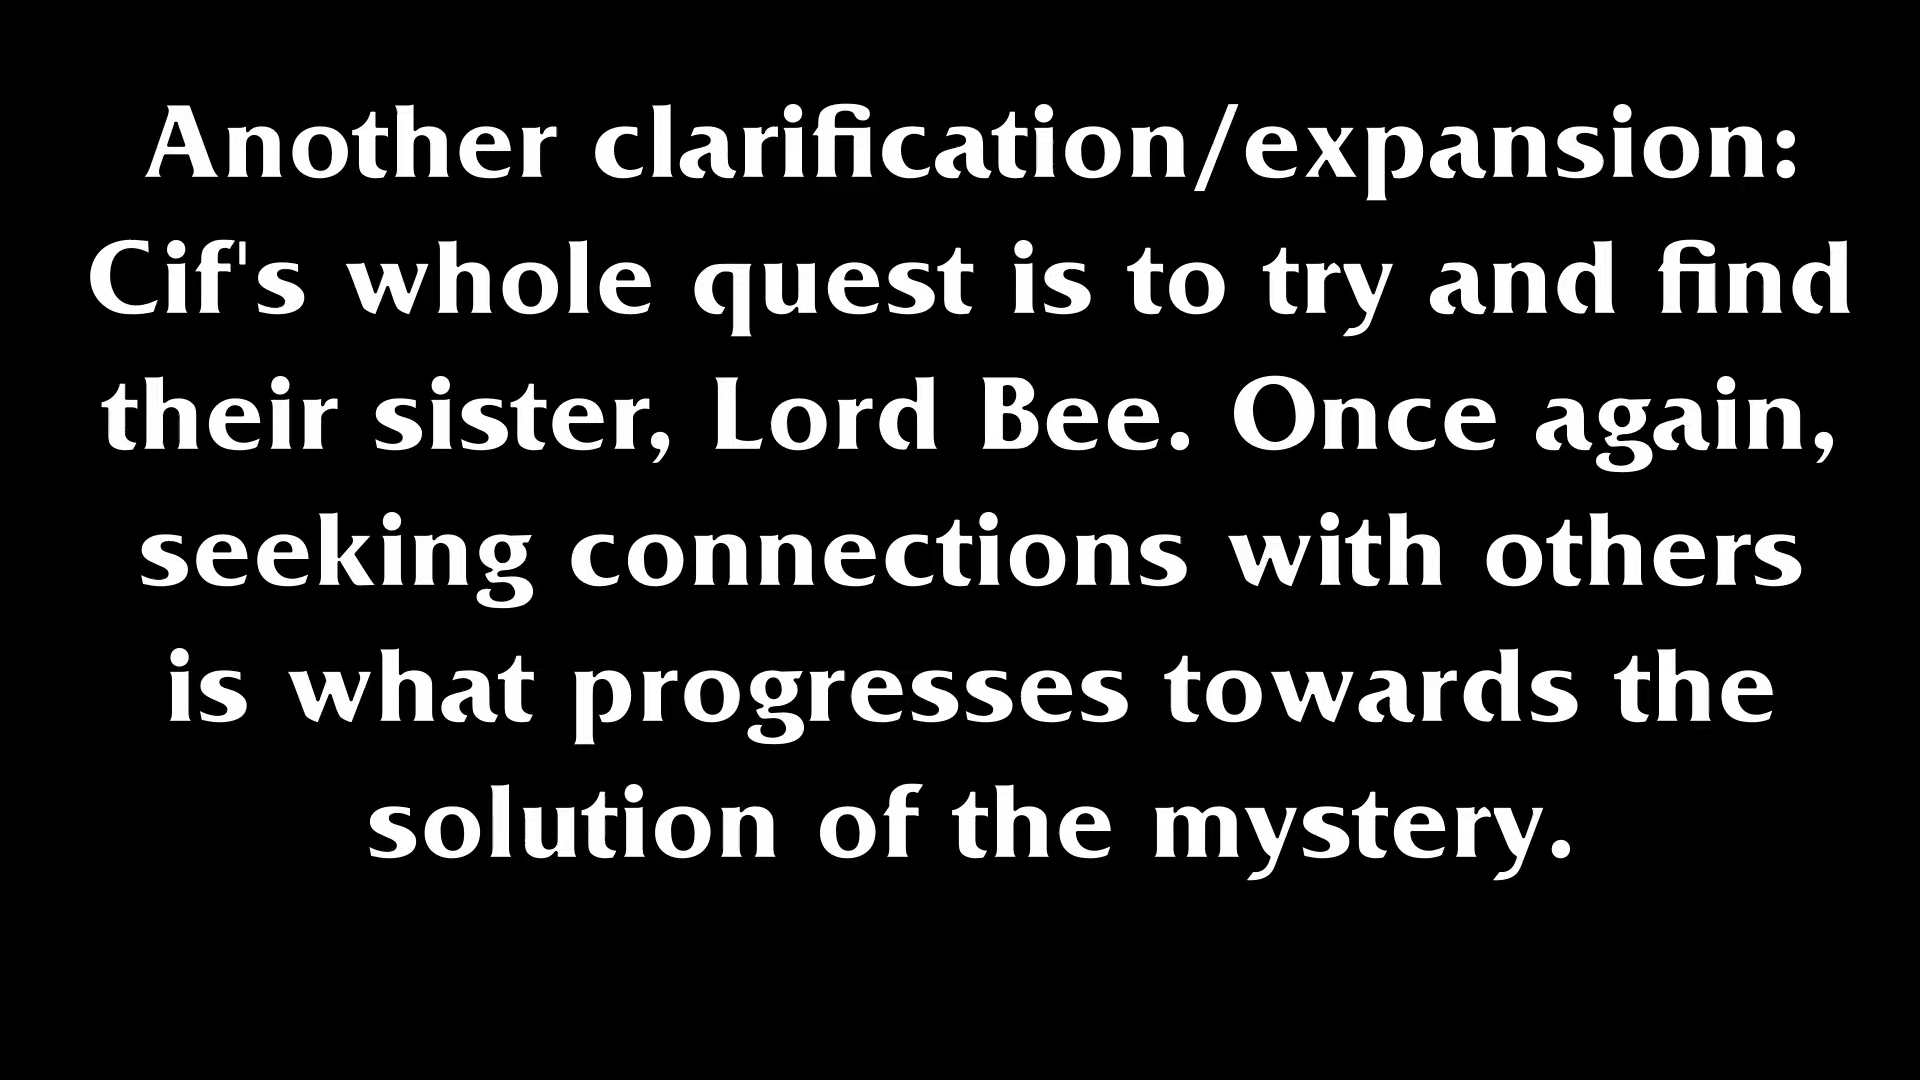 Another clarification/expansion:
Cif's whole quest is to try and find
their sister, Lord Bee. Once again,
seeking connections with others
is what progresses towards the
solution of the mystery.